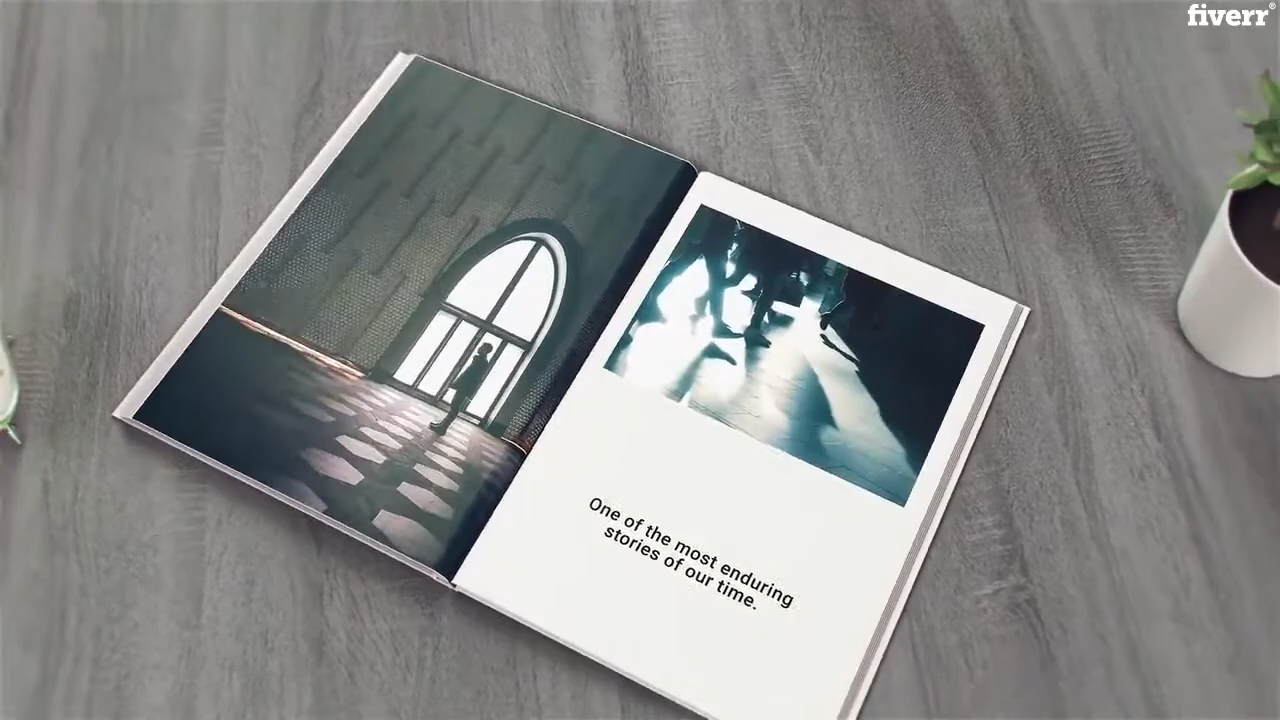 fiverr®
One of the most enduring
stories of our time.